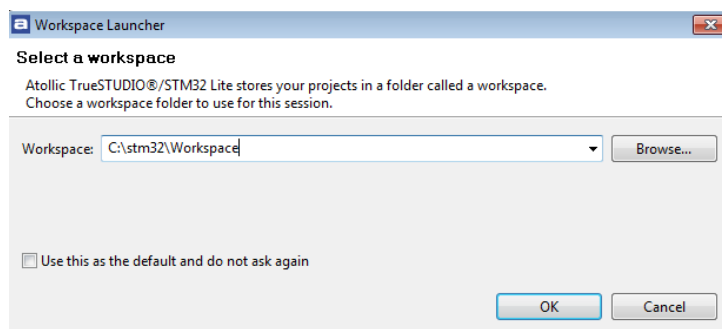 a Workspace Launcher
Select a workspace
Atollic TrueSTUDIO®/STM32 Lite stores your projects in a folder called a workspace.
Choose a workspace folder to use for this session.
Workspace: C:\stm32\Workspace Browse...
Use this as the default and do not ask again
OK Cancel